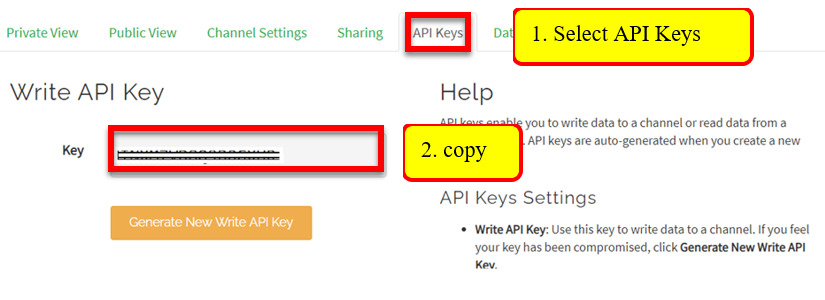 Private View Public View Channel Settings Sharing API Keys Dat
1. Select API Keys
Write API Key
Help
API keys enable you to write data to a channel or read data from a
API keys are auto-generated when you create a new
Key
2. copy
API Keys Settings
Generate New Write API Key
• Write API Key: Use this key to write data to a channel. If you feel
your key has been compromised, click Generate New Write API
Key.